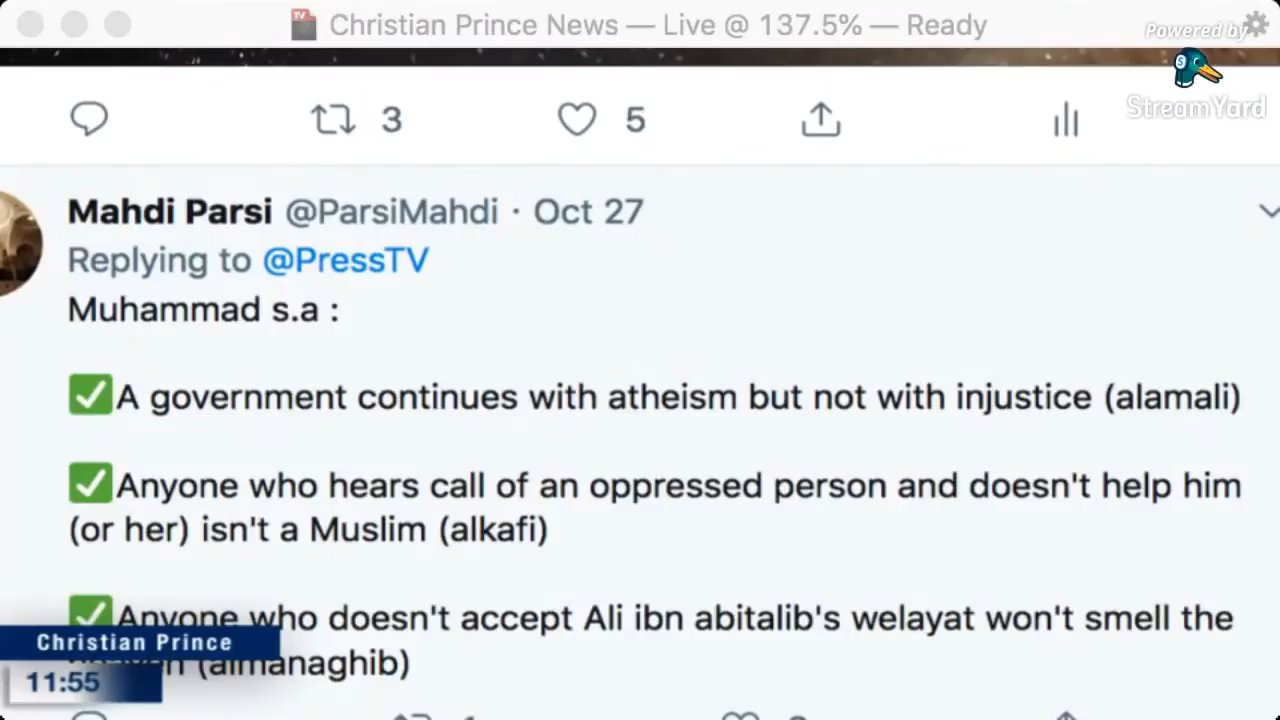 Christian Prince News — Live @ 137.5% — Ready
Powered by
StreamYard
3
5
Mahdi Parsi @ParsiMahdi · Oct 27
Replying to @PressTV
Muhammad s.a :
✅A government continues with atheism but not with injustice (alamali)
✅Anyone who hears call of an oppressed person and doesn't help him
(or her) isn't a Muslim (alkafi)
✅Anyone who doesn't accept Ali ibn abitalib's welayat won't smell the
(almanaghib)
Christian Prince
11:55